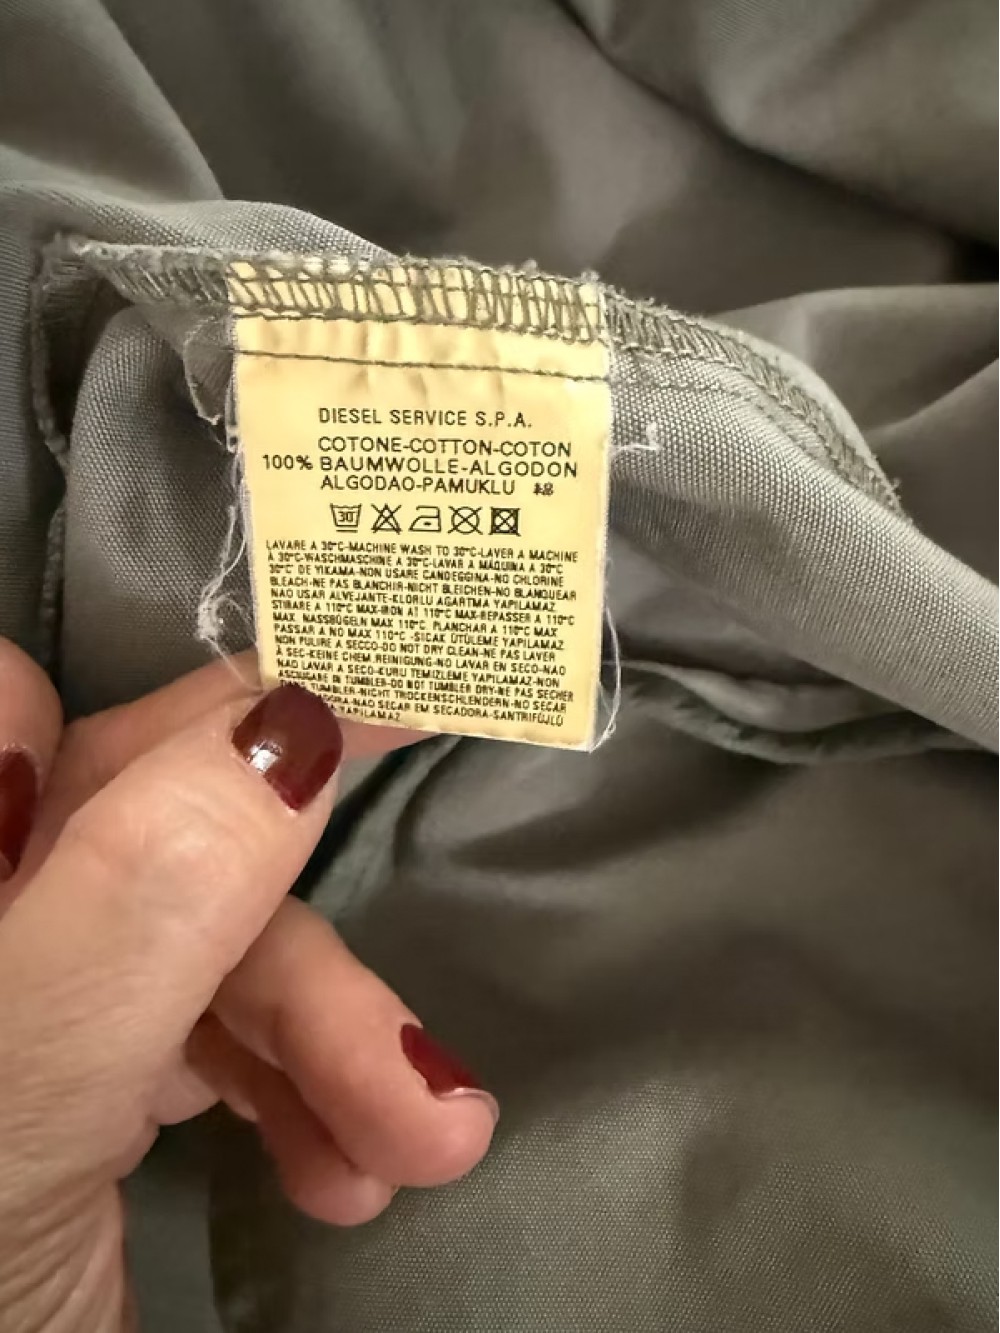 DIESEL SERVICE S.P.A.
COTONE-COTTON-COTON
100% BAUMWOLLE-ALGODON
ALGODAO-PAMUKLU
30
LAVARE A 30°C-MACHINE WASH TO 30°C-LAVER A MACHINE
À 30°C-WASCHMASCHINE A 30°C-LAVAR A MÁQUINA A 30°C
30°C' DE YIKAMA-NON USARE CANDEGGINA-NO CHLORINE
BLEACH-NE PAS BLANCHIR-NICHT BLEICHEN-NO BLANQUEAR
NAO USAR ALVEJANTE-KLORLU AGARTMA YAPILAMAZ
STIRARE A 110°C MAX-IRON AT 110°C MAX-REPASSER A 110°C
MAX. NASSBÜGELN MAX 110°C. PLANCHAR A 110°C MAX
PASSAR A NO MAX 110°C -SICAK ÜTÜLEME YAPILAMAZ
NON PULIRE A SECCO-DO NOT DRY CLEAN-NE PAS LAVER
À SEC-KEINE CHEM.REINIGUNG-NO LAVAR EN SECO-NAO
NAO LAVAR A SECO-KURU TEMIZLEME YAPILAMAZ-NON
ASCIUGARE IN TUMBLER-DO NOT TUMBLER DRY-NE PAS SECHER
TUMBLER-NICHT TROCKENSCHLENDERN-NO SECAR
-NAO SECAR EM SECADORA-SANTRIFÜJLÜ
YAPILAMAZ